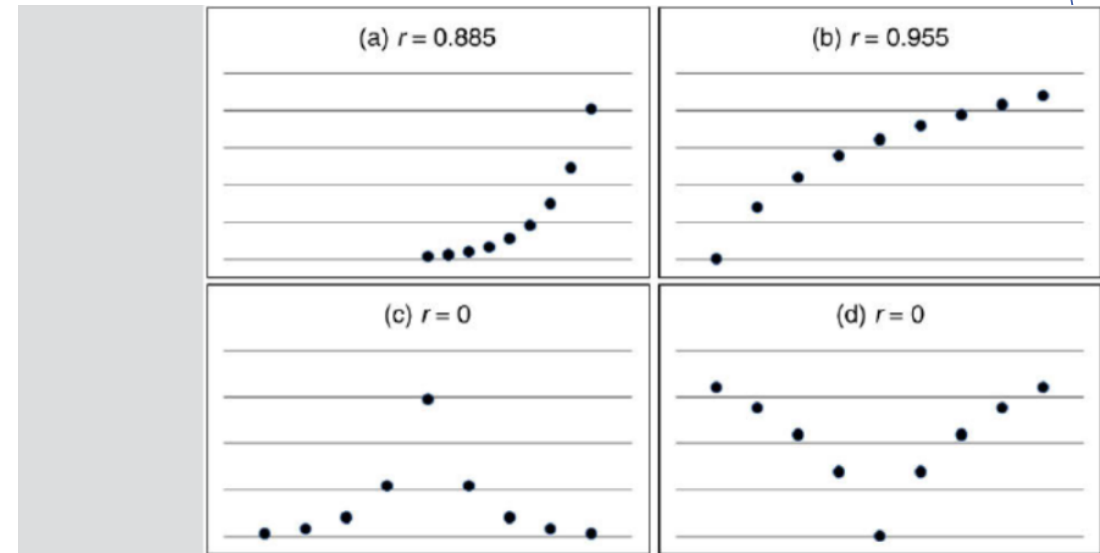 (a) r = 0.885
(b) r = 0.955
(c) r = 0
(d) r = 0